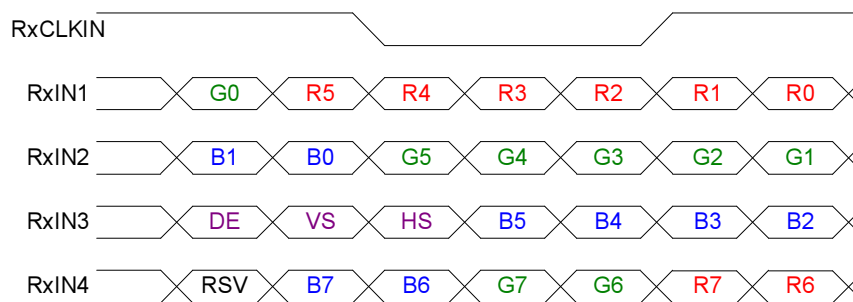 RxCLKIN
RxIN1 G0 R5 R4 R3 R2 R1 R0
RxIN2 B1 B0 G5 G4 G3 G2 G1
RxIN3 DE VS HS B5 B4 B3 B2
RxIN4 RSV B7 B6 G7 G6 R7 R6